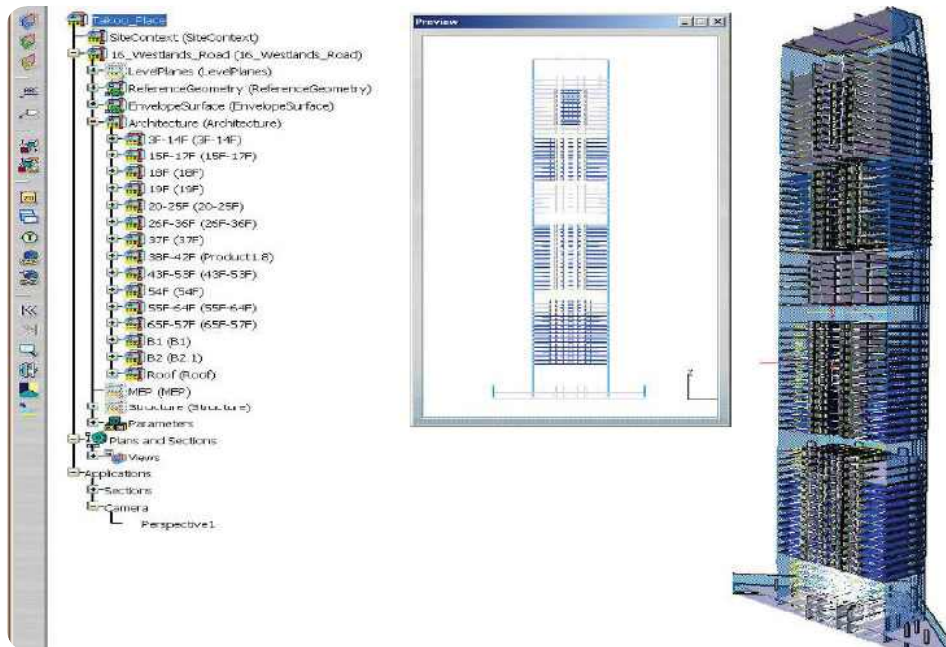 Taikoo_Place
SiteContext (SiteContext)
16_Westlands_Road (16_Westlands_Road)
LevelPlanes (LevelPlanes)
ReferenceGeometry (ReferenceGeometry)
EnvelopeSurface (EnvelopeSurface)
Architecture (Architecture)
3F-14F (3F-14F)
15F-17F (15F-17F)
18F (18F)
19F (19F)
20-25F (20-25F)
26F-36F (26F-36F)
37F (37F)
38F-42F (Product1.8)
43F-53F (43F-53F)
54F (54F)
55F-64F (55F-64F)
65F-57F (65F-57F)
B1 (B1)
B2 (B2.1)
Roof (Roof)
MEP (MEP)
Structure (Structure)
Parameters
Plans and Sections
Views
Applications
Sections
Camera
Perspective1
Preview
z